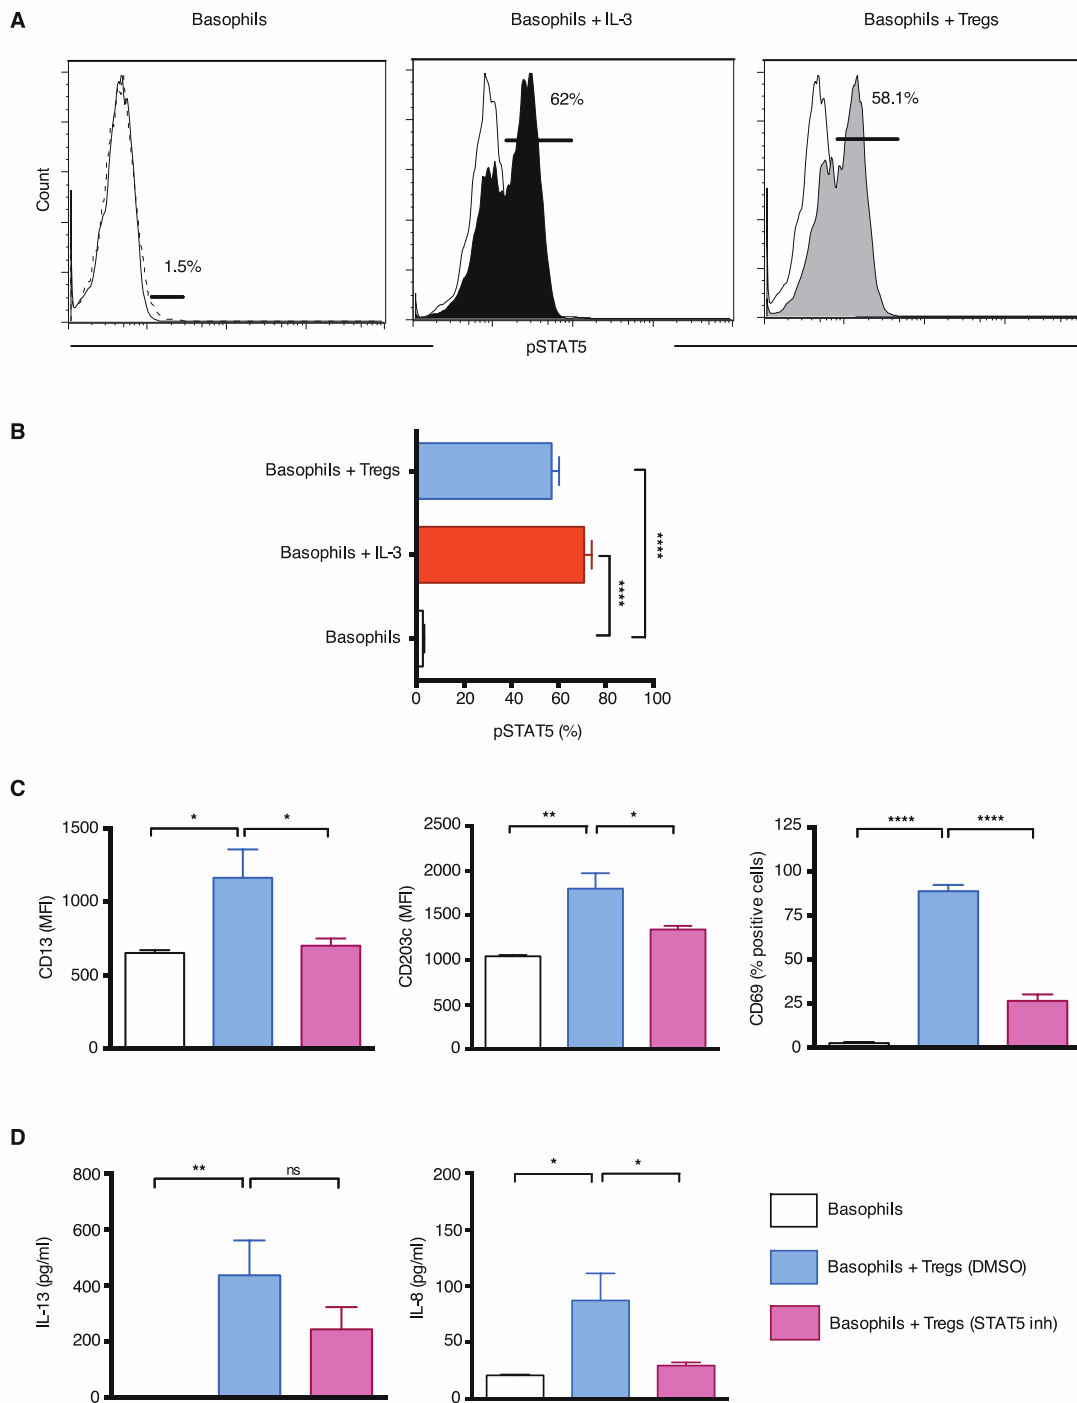 A
Basophils
Basophils + IL-3
Basophils + Tregs
Count
1.5%
62%
58.1%
pSTAT5
B
Basophils + Tregs
Basophils + IL-3
Basophils
****
****
0 20 40 60 80 100
pSTAT5 (%)
C
CD13 (MFI)
1500
1000
500
0
* *
CD203c (MFI)
2500
2000
1500
1000
500
0
** *
CD69 (% positive cells)
125
100
75
50
25
0
**** ****
D
IL-13 (pg/ml)
800
600
400
200
0
** ns
IL-8 (pg/ml)
200
150
100
50
0
* *
Basophils
Basophils + Tregs (DMSO)
Basophils + Tregs (STAT5 inh)